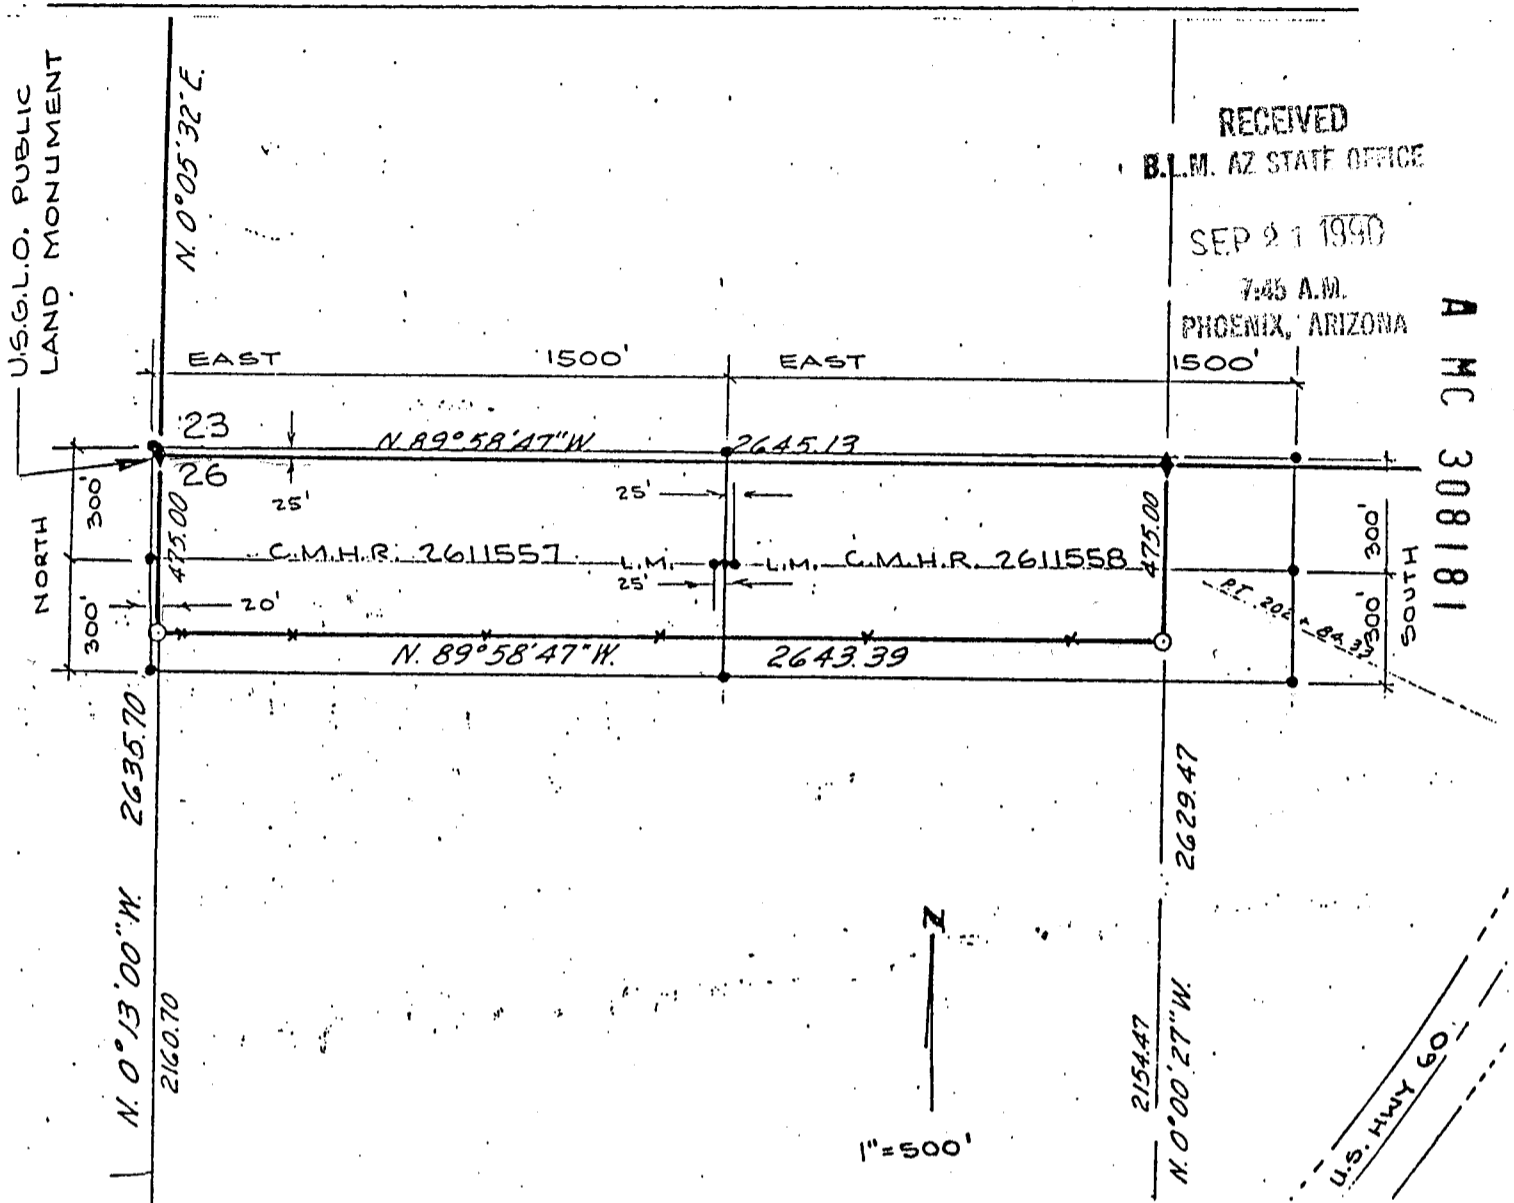 U.S.G.L.O. PUBLIC
LAND MONUMENT
N. 0°05'32" E.
RECEIVED
B.L.M. AZ STATE OFFICE
SEP 21 1990
7:45 A.M.
PHOENIX, ARIZONA
A MC 308181
EAST 1500' EAST 1500'
23
N. 89°58'47" W. 2645.13
26
25'
25'
NORTH
300'
300'
475.00
C.M.H.R. 2611557 L.M. L.M. C.M.H.R. 2611558
25'
475.00
300'
300'
SOUTH
20'
P.I. 202
N. 89°58'47" W. 2643.39
N. 0°13'00" W. 2635.70
2160.70
2629.47
2154.47
N. 0°00'27" W.
N
1"=500'
U.S. HWY 60